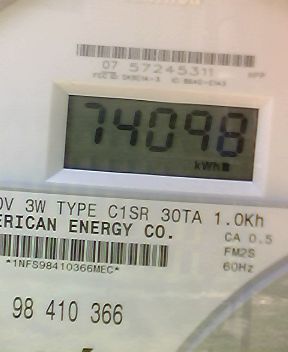 07 57245311
74098
kWh
0V 3W TYPE C1SR 30TA 1.0Kh
ERICAN ENERGY CO.
CA 0.5
FM2S
*1NFS98410366MEC*
60Hz
98 410 366